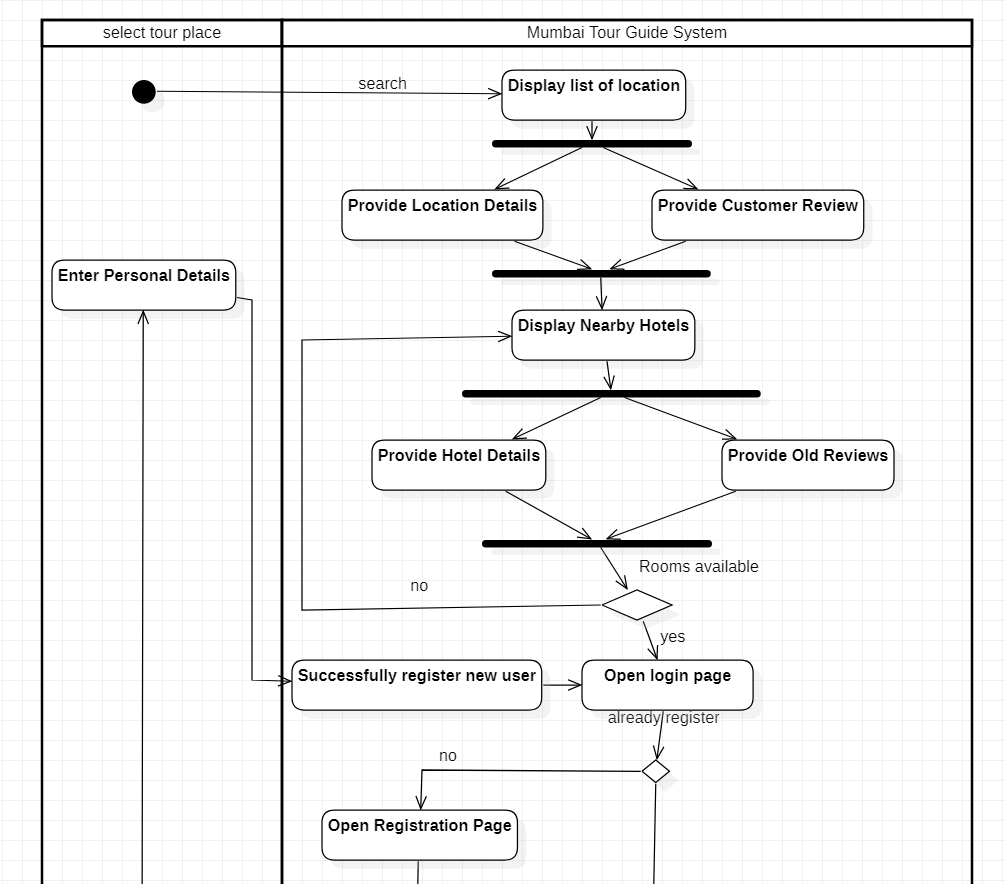 select tour place
Mumbai Tour Guide System
search
Display list of location
Provide Location Details
Provide Customer Review
Enter Personal Details
Display Nearby Hotels
Provide Hotel Details
Provide Old Reviews
Rooms available
no
yes
Successfully register new user
Open login page
already register
no
Open Registration Page